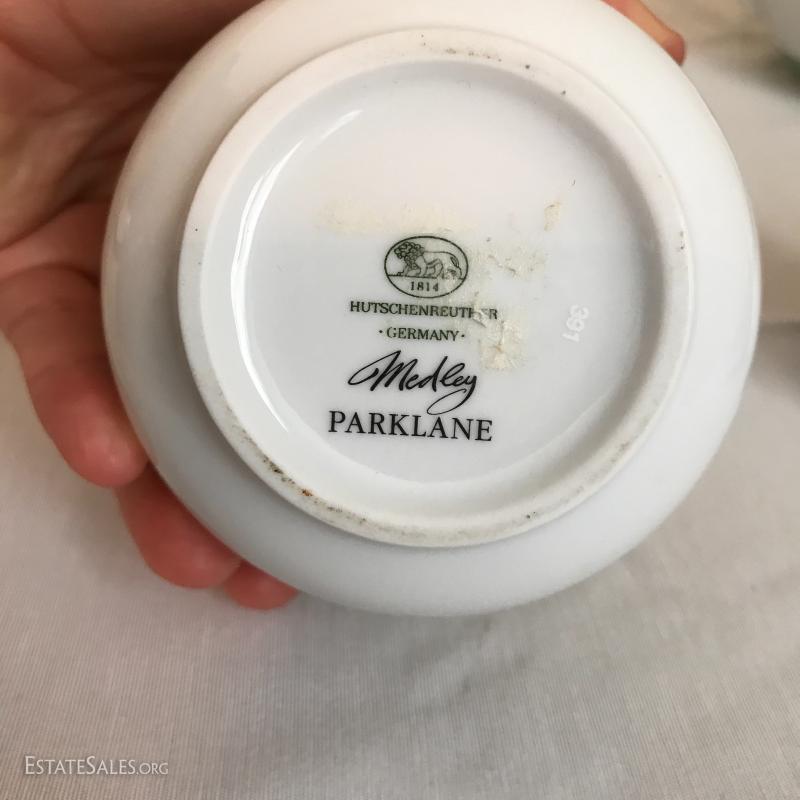 1814
HUTSCHENREUTHER
·GERMANY·
Medley
PARKLANE
391
ESTATESALES.ORG